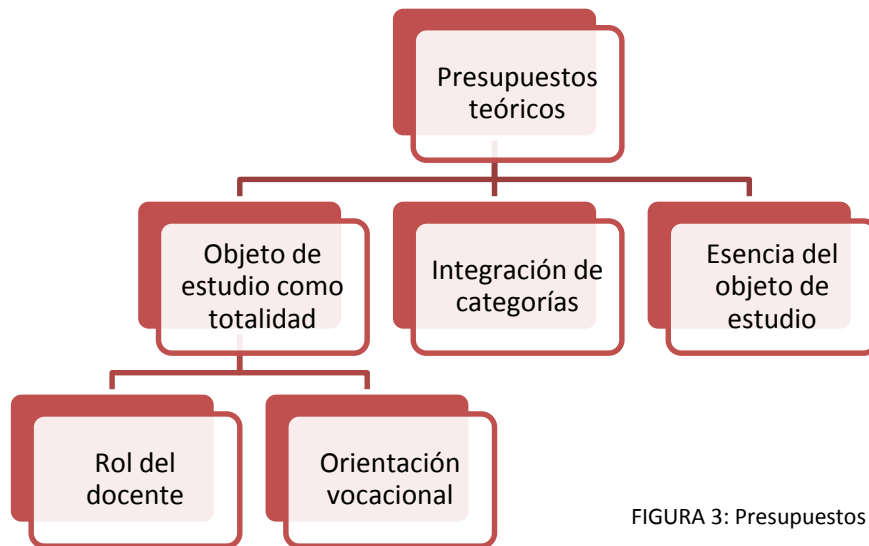 Presupuestos
teóricos
Objeto de
estudio como
totalidad
Integración de
categorías
Esencia del
objeto de
estudio
Rol del
docente
Orientación
vocacional
FIGURA 3: Presupuestos